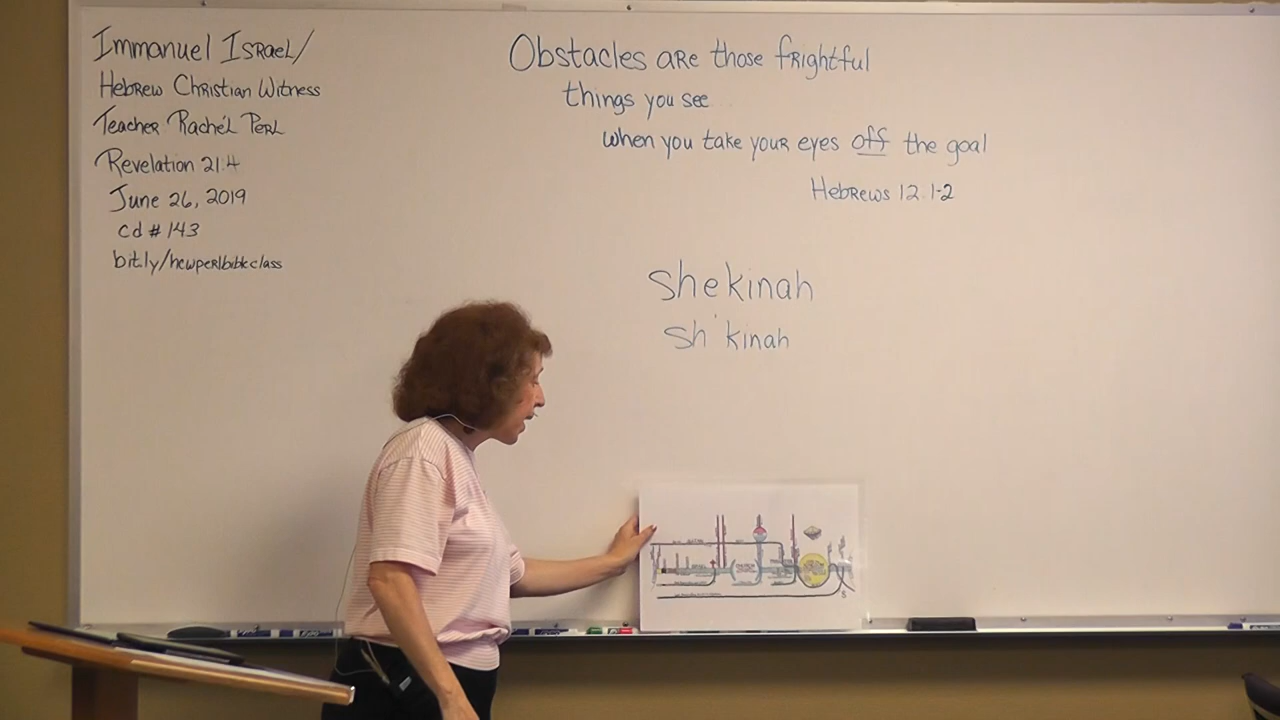 Immanuel Israel/
Hebrew Christian Witness
Teacher Rachel Perl
Revelation 21.4
June 26, 2019
cd # 143
bit.ly/newperlbibleclass
Obstacles are those frightful
things you see
when you take your eyes off the goal
Hebrews 12.1-2
shekinah
sh'kinah